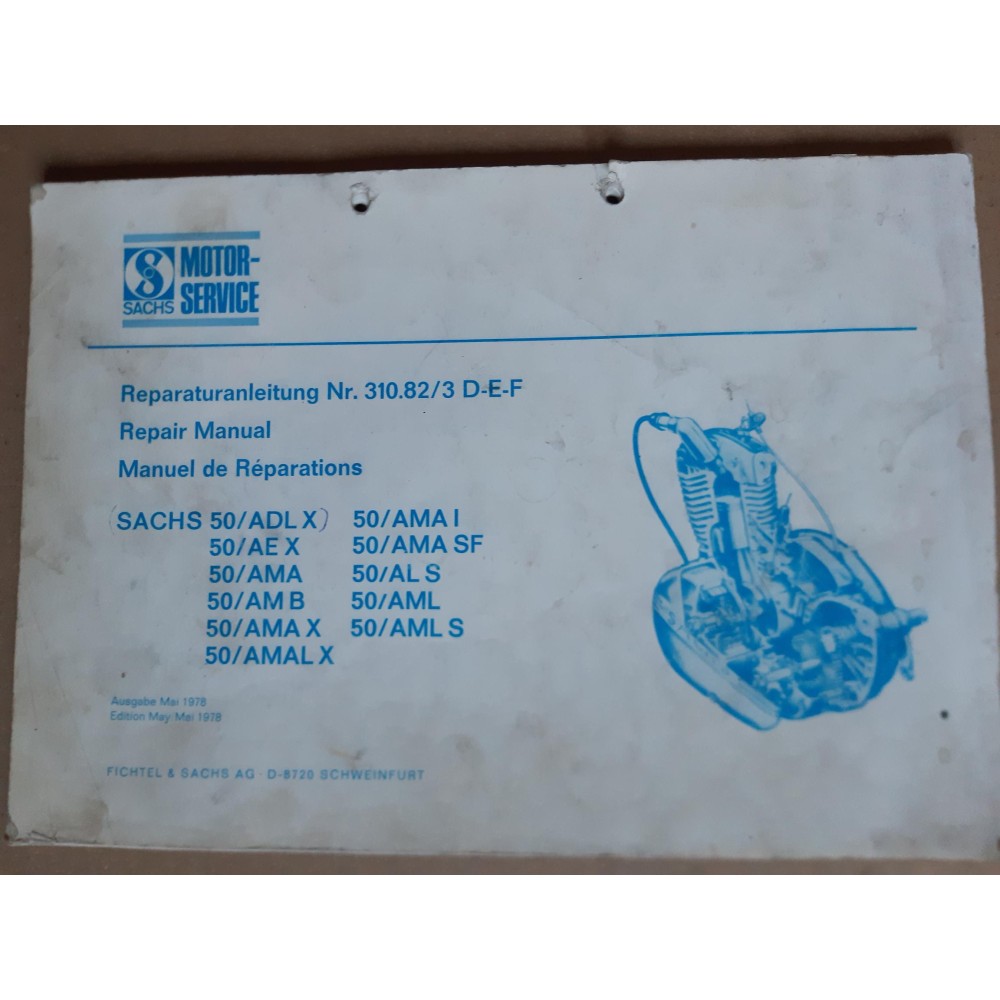 SACHS
MOTOR-
SERVICE
Reparaturanleitung Nr. 310.82/3 D-E-F
Repair Manual
Manuel de Réparations
(SACHS 50/ADL X) 50/AMA I
50/AE X 50/AMA SF
50/AMA 50/AL S
50/AM B 50/AML
50/AMA X 50/AML S
50/AMAL X
Ausgabe Mai 1978
Edition May/Mei 1978
FICHTEL & SACHS AG · D-8720 SCHWEINFURT